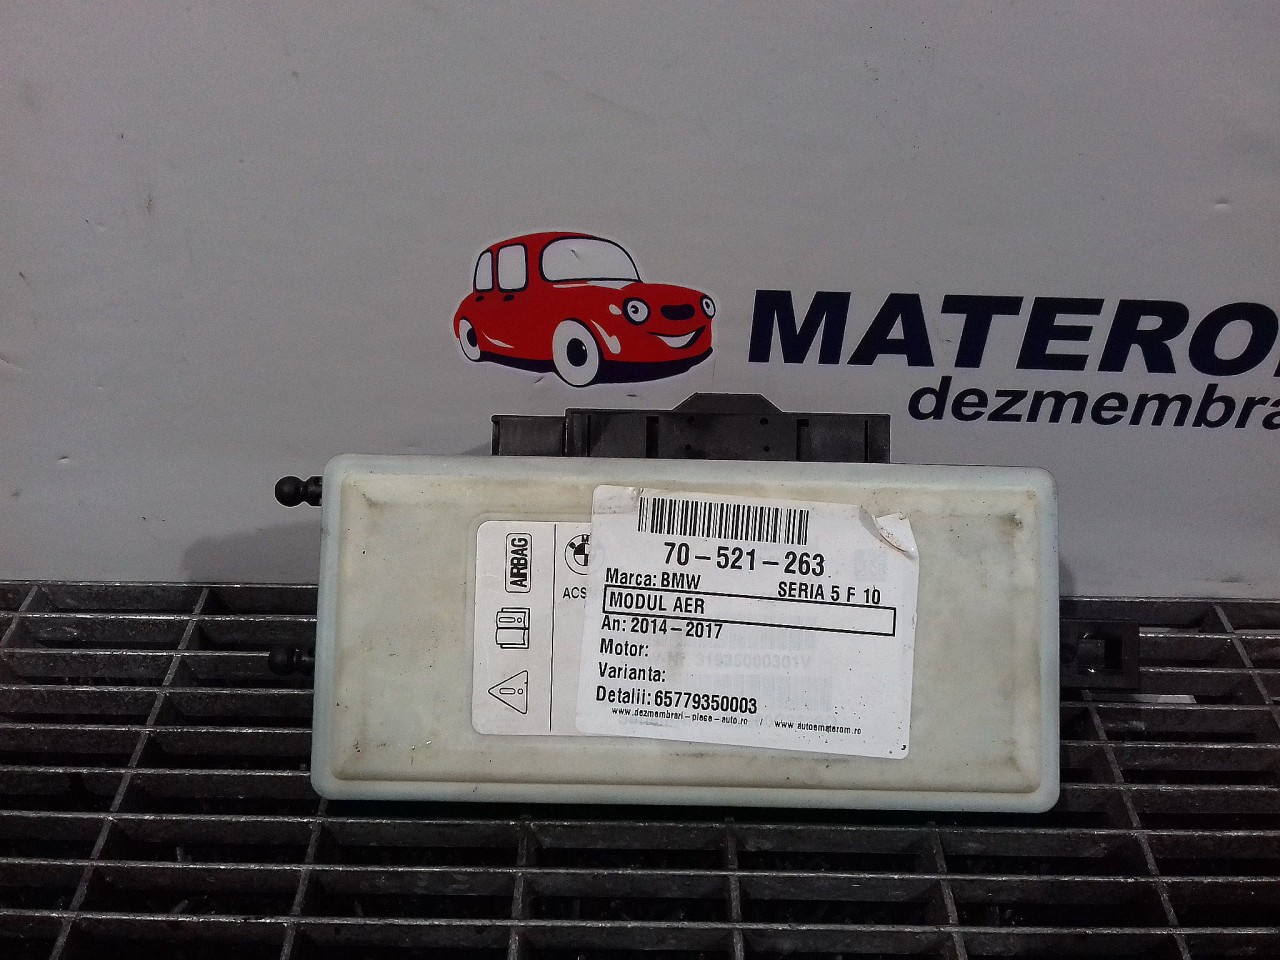 MATERO
dezmembra
AIRBAG
ACS
70-521-263
Marca: BMW SERIA 5 F 10
MODUL AER
An: 2014-2017
Motor:
Varianta:
Detalii: 65779350003
www.dezmembrari-piese-auto.ro / www.autoematerom.ro